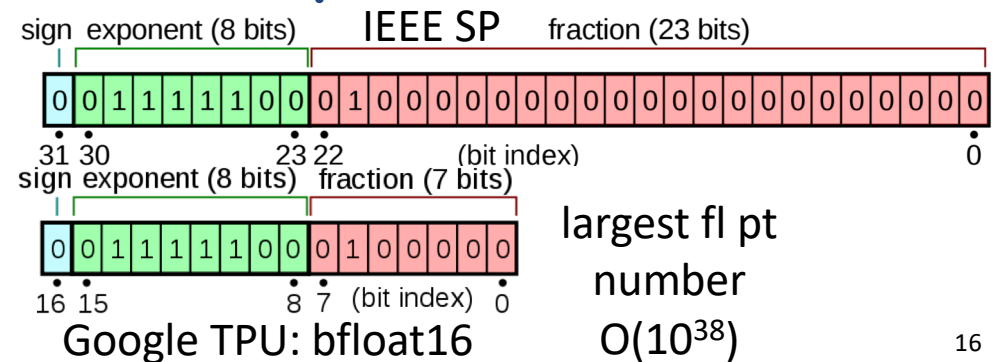 IEEE SP
sign exponent (8 bits) fraction (23 bits)
0 0 1 1 1 1 1 0 0 0 1 0 0 0 0 0 0 0 0 0 0 0 0 0 0 0 0 0 0 0 0 0
31 30 23 22 (bit index) 0
sign exponent (8 bits) fraction (7 bits)
0 0 1 1 1 1 1 0 0 0 1 0 0 0 0 0
16 15 8 7 (bit index) 0
largest fl pt
number
O(10³⁸)
Google TPU: bfloat16
16